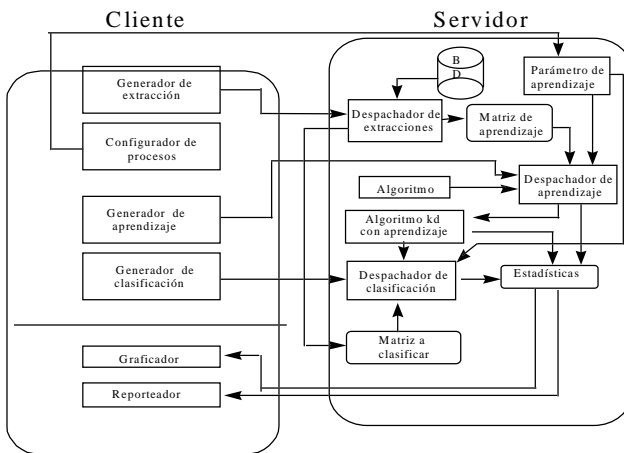 Cliente
Servidor
Generador de
extracción
Configurador de
procesos
Generador de
aprendizaje
Generador de
clasificación
Graficador
Reporteador
B
D
Parámetro de
aprendizaje
Despachador de
extracciones
Matriz de
aprendizaje
Despachador de
aprendizaje
Algoritmo
Algoritmo kd
con aprendizaje
Despachador de
clasificación
Estadísticas
Matriz a
clasificar